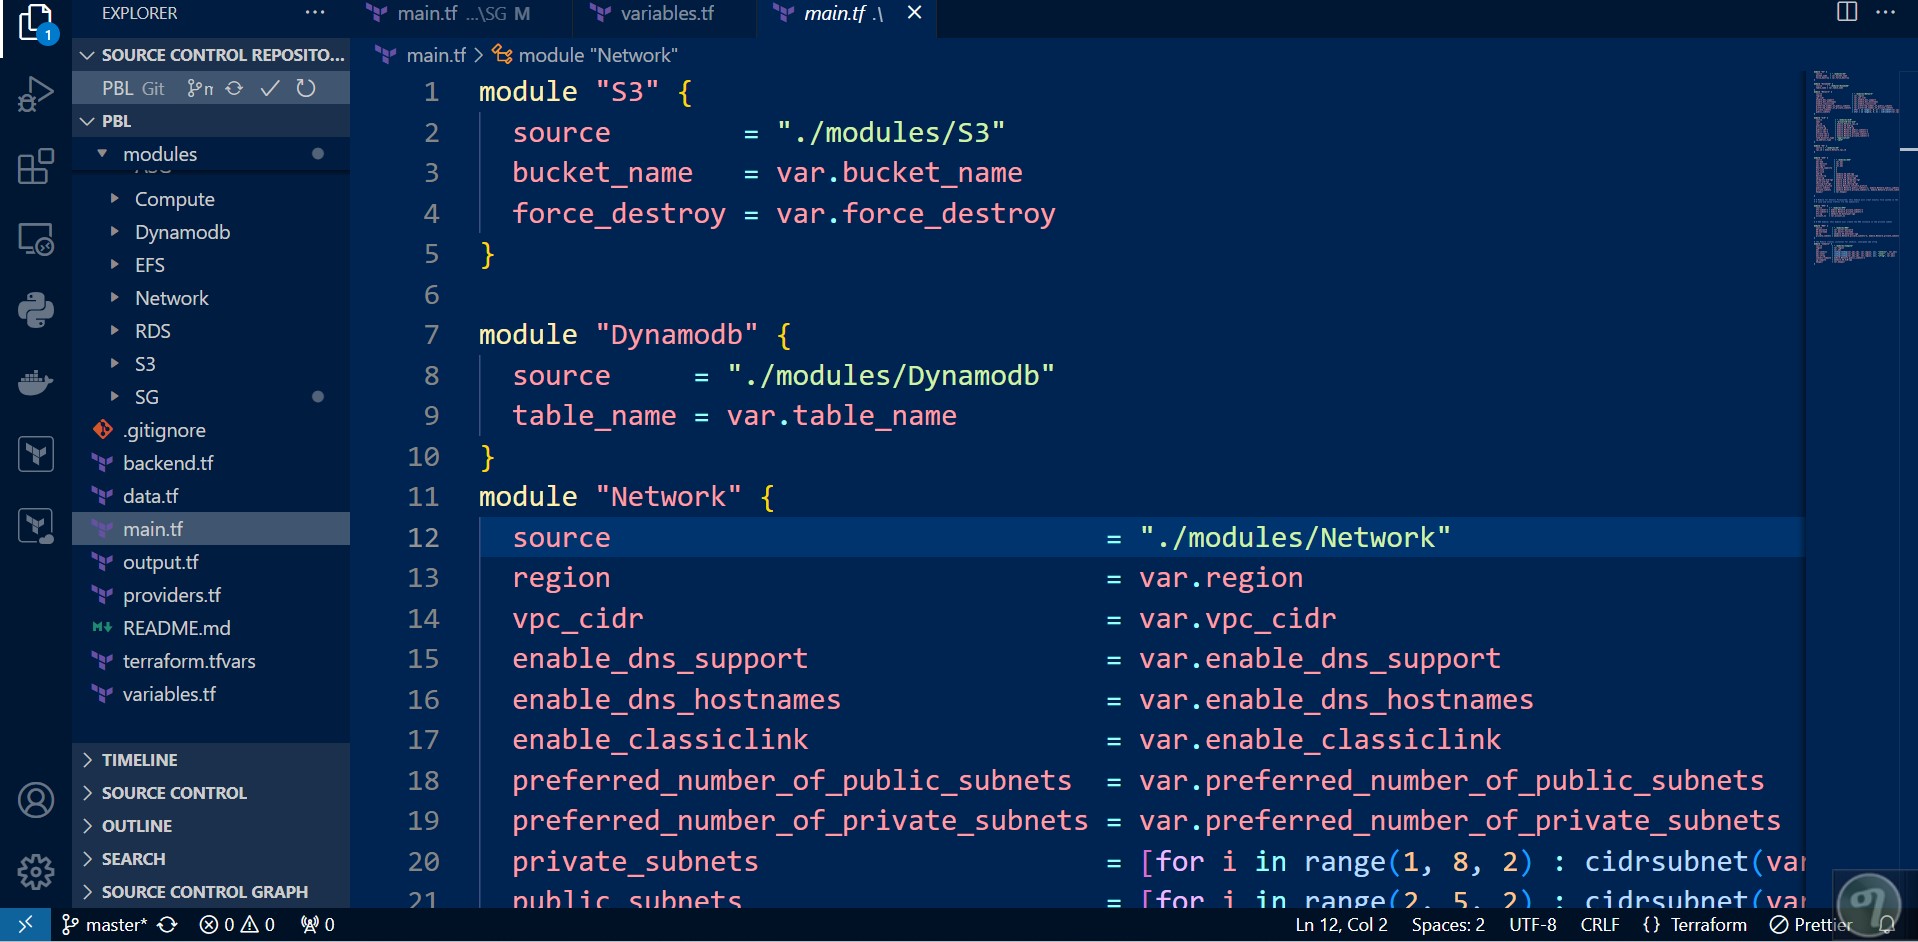 EXPLORER ...
main.tf ...\SG M
variables.tf
main.tf .\
1
SOURCE CONTROL REPOSITO...
PBL Git
PBL
modules
Compute
Dynamodb
EFS
Network
RDS
S3
SG
.gitignore
backend.tf
data.tf
main.tf
output.tf
providers.tf
README.md
terraform.tfvars
variables.tf
TIMELINE
SOURCE CONTROL
OUTLINE
SEARCH
SOURCE CONTROL GRAPH
main.tf > module "Network"
1 module "S3" {
2 source = "./modules/S3"
3 bucket_name = var.bucket_name
4 force_destroy = var.force_destroy
5 }
6
7 module "Dynamodb" {
8 source = "./modules/Dynamodb"
9 table_name = var.table_name
10 }
11 module "Network" {
12 source = "./modules/Network"
13 region = var.region
14 vpc_cidr = var.vpc_cidr
15 enable_dns_support = var.enable_dns_support
16 enable_dns_hostnames = var.enable_dns_hostnames
17 enable_classiclink = var.enable_classiclink
18 preferred_number_of_public_subnets = var.preferred_number_of_public_subnets
19 preferred_number_of_private_subnets = var.preferred_number_of_private_subnets
20 private_subnets = [for i in range(1, 8, 2) : cidrsubnet(var
21 public_subnets = [for i in range(2, 5, 2) : cidrsubnet(var
master* 0 0 0
Ln 12, Col 2 Spaces: 2 UTF-8 CRLF {} Terraform Prettier